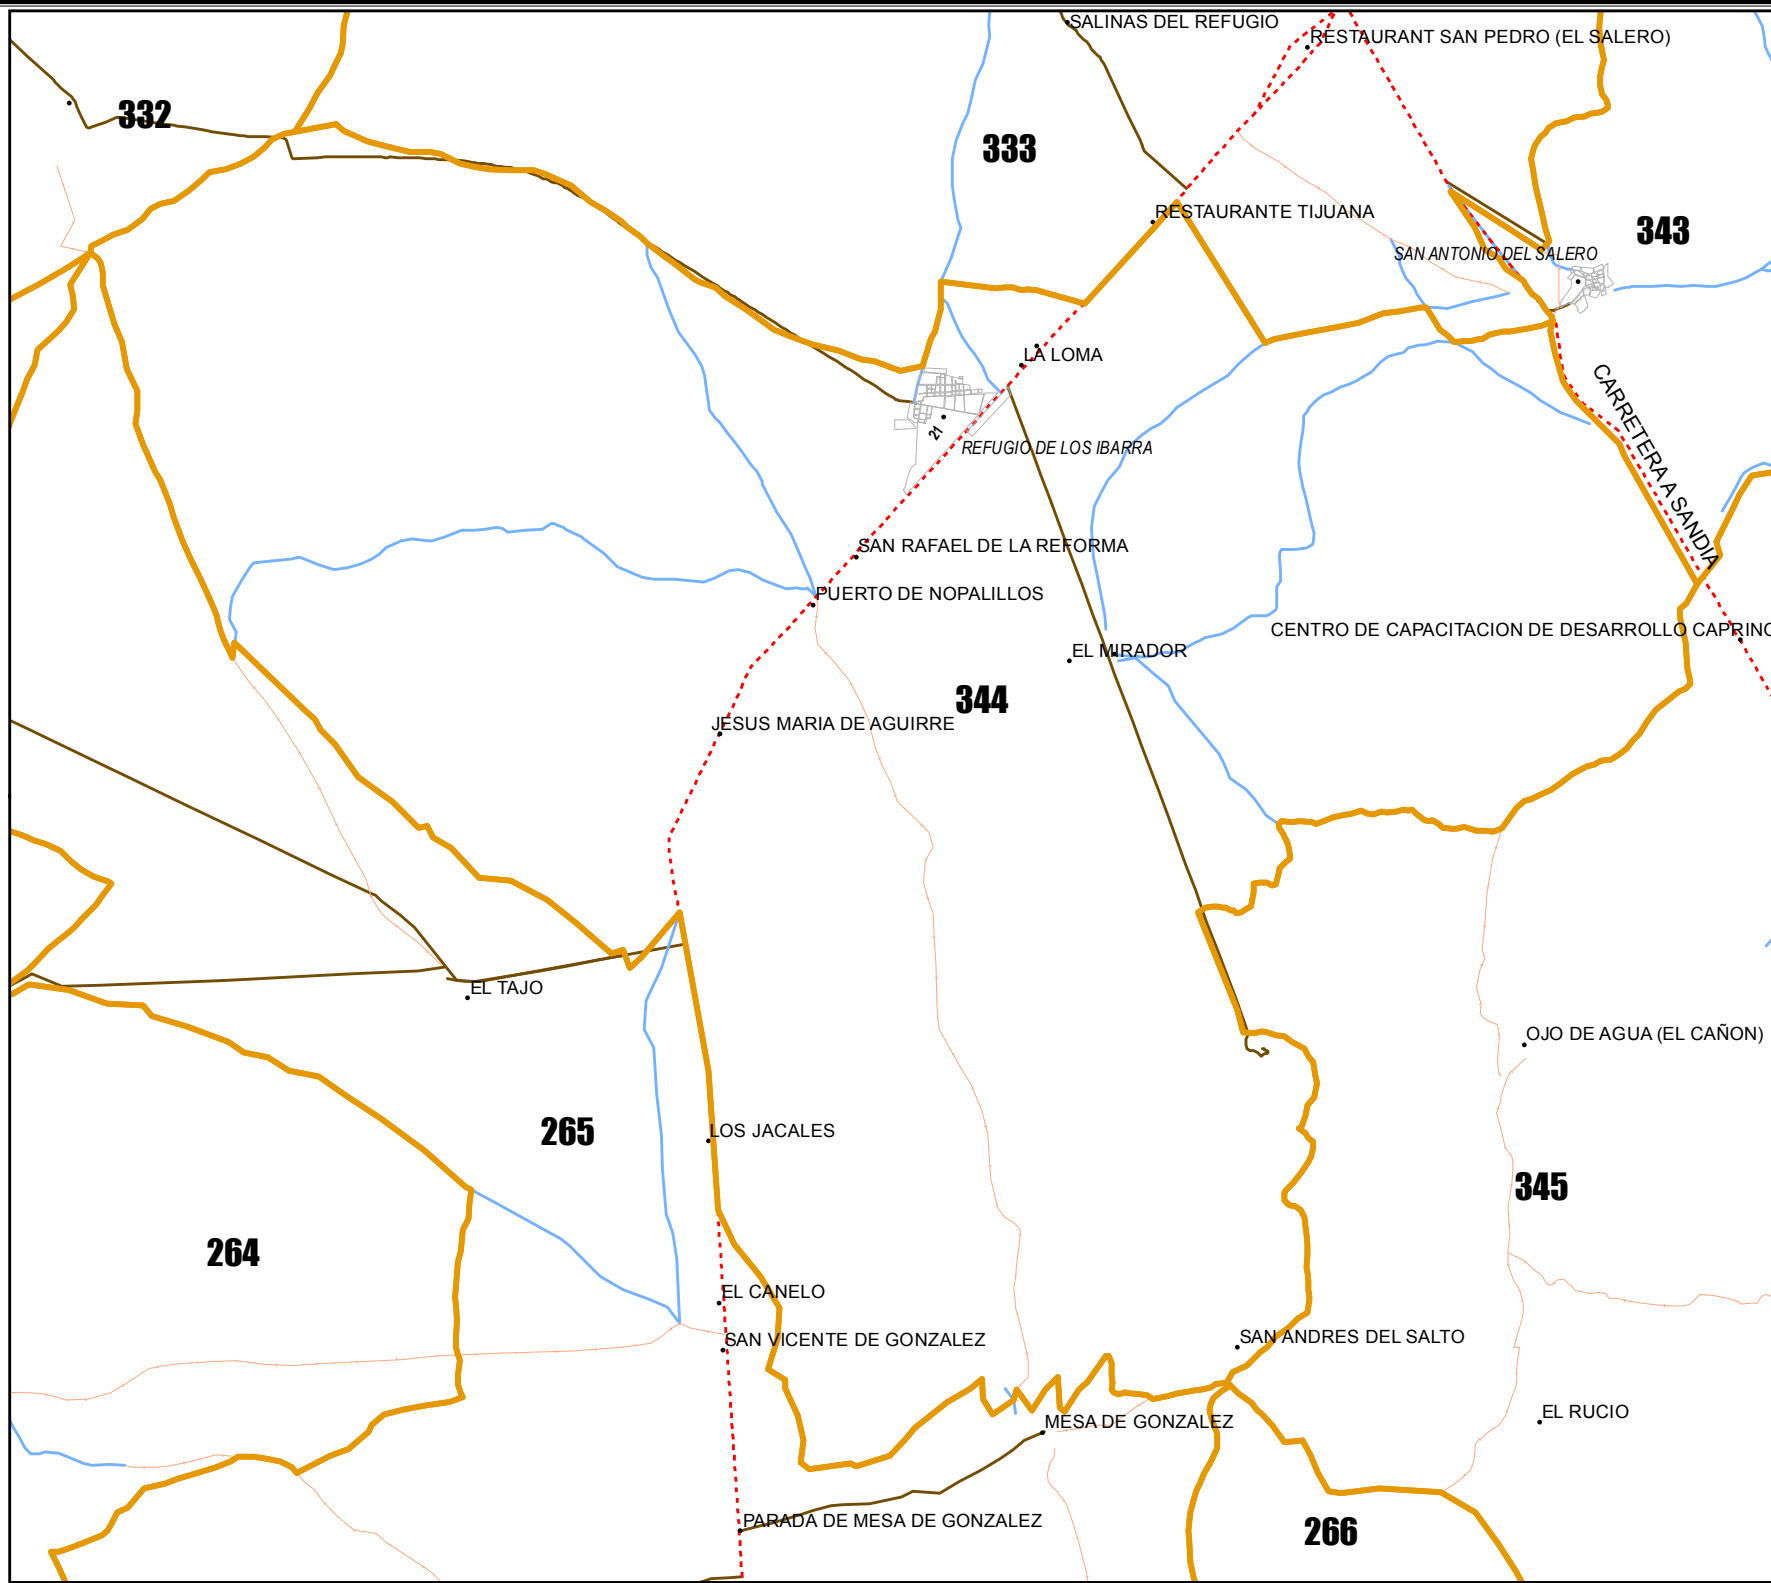 SALINAS DEL REFUGIO
RESTAURANT SAN PEDRO (EL SALERO)
332
333
RESTAURANTE TIJUANA
343
SAN ANTONIO DEL SALERO
LA LOMA
CARRETERA A SANDIA
21
REFUGIO DE LOS IBARRA
SAN RAFAEL DE LA REFORMA
PUERTO DE NOPALILLOS
CENTRO DE CAPACITACION DE DESARROLLO CAPRINO
EL MIRADOR
344
JESUS MARIA DE AGUIRRE
EL TAJO
OJO DE AGUA (EL CAÑON)
265
LOS JACALES
345
264
EL CANELO
SAN VICENTE DE GONZALEZ
SAN ANDRES DEL SALTO
EL RUCIO
MESA DE GONZALEZ
PARADA DE MESA DE GONZALEZ
266